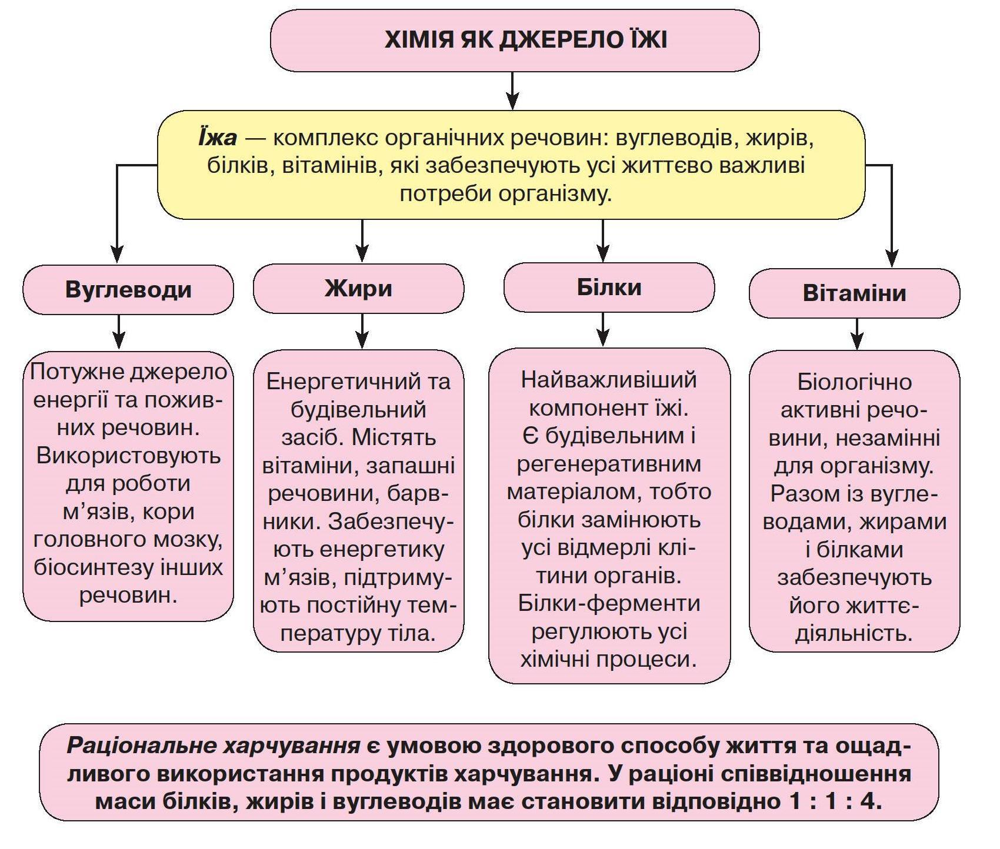 ХІМІЯ ЯК ДЖЕРЕЛО ЇЖІ
Їжа — комплекс органічних речовин: вуглеводів, жирів,
білків, вітамінів, які забезпечують усі життєво важливі
потреби організму.
Вуглеводи
Потужне джерело
енергії та пожив-
них речовин.
Використовують
для роботи
м’язів, кори
головного мозку,
біосинтезу інших
речовин.
Жири
Енергетичний та
будівельний
засіб. Містять
вітаміни, запашні
речовини, барв-
ники. Забезпечу-
ють енергетику
м’язів, підтриму-
ють постійну тем-
пературу тіла.
Білки
Найважливіший
компонент їжі.
Є будівельним і
регенеративним
матеріалом, тобто
білки замінюють
усі відмерлі клі-
тини органів.
Білки-ферменти
регулюють усі
хімічні процеси.
Вітаміни
Біологічно
активні речо-
вини, незамінні
для організму.
Разом із вугле-
водами, жирами
і білками
забезпечують
його життє-
діяльність.
Раціональне харчування є умовою здорового способу життя та ощад-
ливого використання продуктів харчування. У раціоні співвідношення
маси білків, жирів і вуглеводів має становити відповідно 1 : 1 : 4.